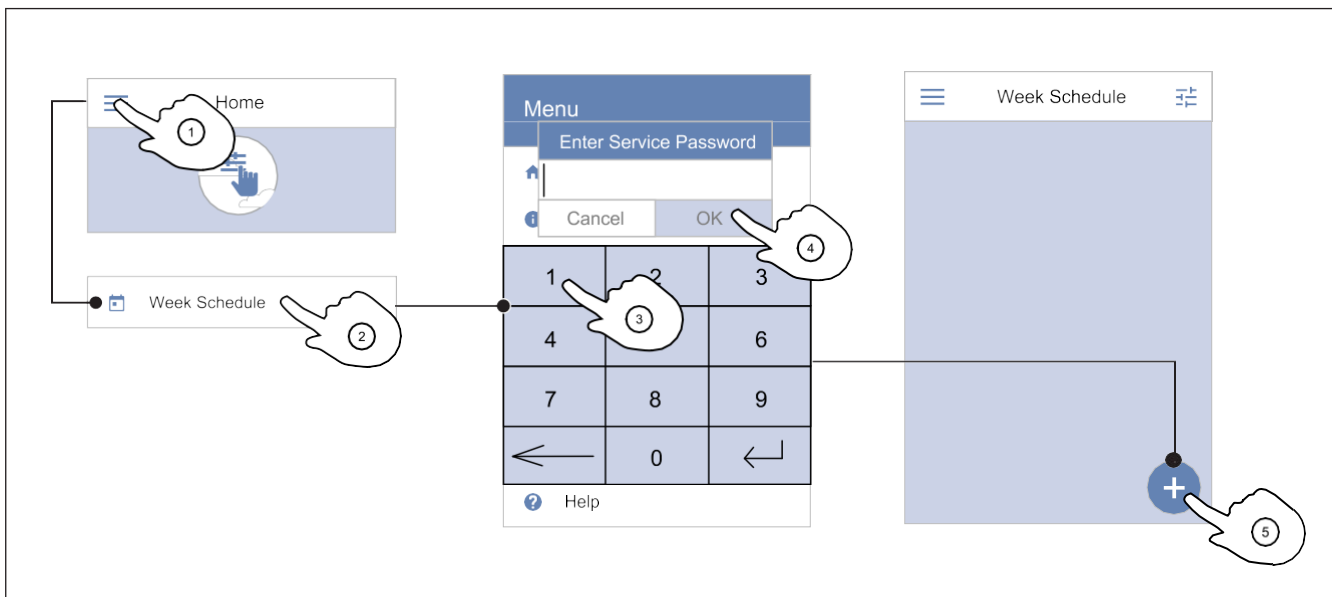 Home
1
Week Schedule
2
Menu
Enter Service Password
Cancel OK
4
1 2 3
3
4 6
7 8 9
0
Help
Week Schedule
5